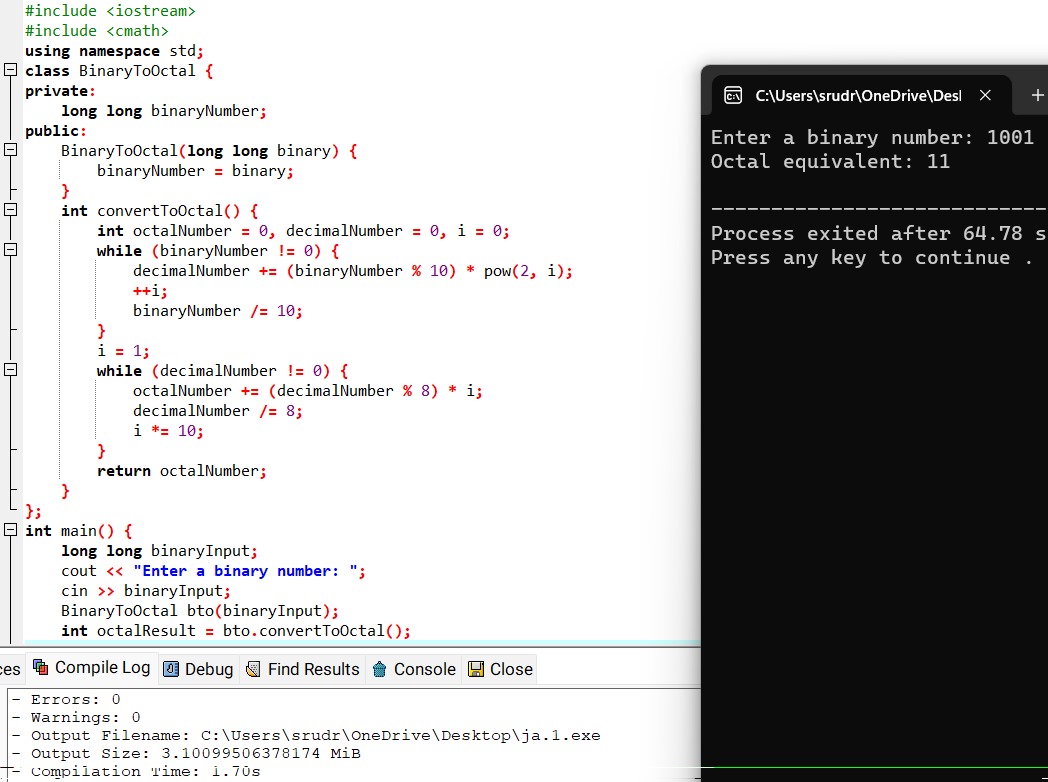 #include <iostream>
#include <cmath>
using namespace std;
class BinaryToOctal {
private:
    long long binaryNumber;
public:
    BinaryToOctal(long long binary) {
        binaryNumber = binary;
    }
    int convertToOctal() {
        int octalNumber = 0, decimalNumber = 0, i = 0;
        while (binaryNumber != 0) {
            decimalNumber += (binaryNumber % 10) * pow(2, i);
            ++i;
            binaryNumber /= 10;
        }
        i = 1;
        while (decimalNumber != 0) {
            octalNumber += (decimalNumber % 8) * i;
            decimalNumber /= 8;
            i *= 10;
        }
        return octalNumber;
    }
};
int main() {
    long long binaryInput;
    cout << "Enter a binary number: ";
    cin >> binaryInput;
    BinaryToOctal bto(binaryInput);
    int octalResult = bto.convertToOctal();
C:\Users\srudr\OneDrive\Desl
Enter a binary number: 1001
Octal equivalent: 11
----------------------------
Process exited after 64.78 s
Press any key to continue .
ces Compile Log Debug Find Results Console Close
- Errors: 0
- Warnings: 0
- Output Filename: C:\Users\srudr\OneDrive\Desktop\ja.1.exe
- Output Size: 3.10099506378174 MiB
- Compilation Time: 1.70s